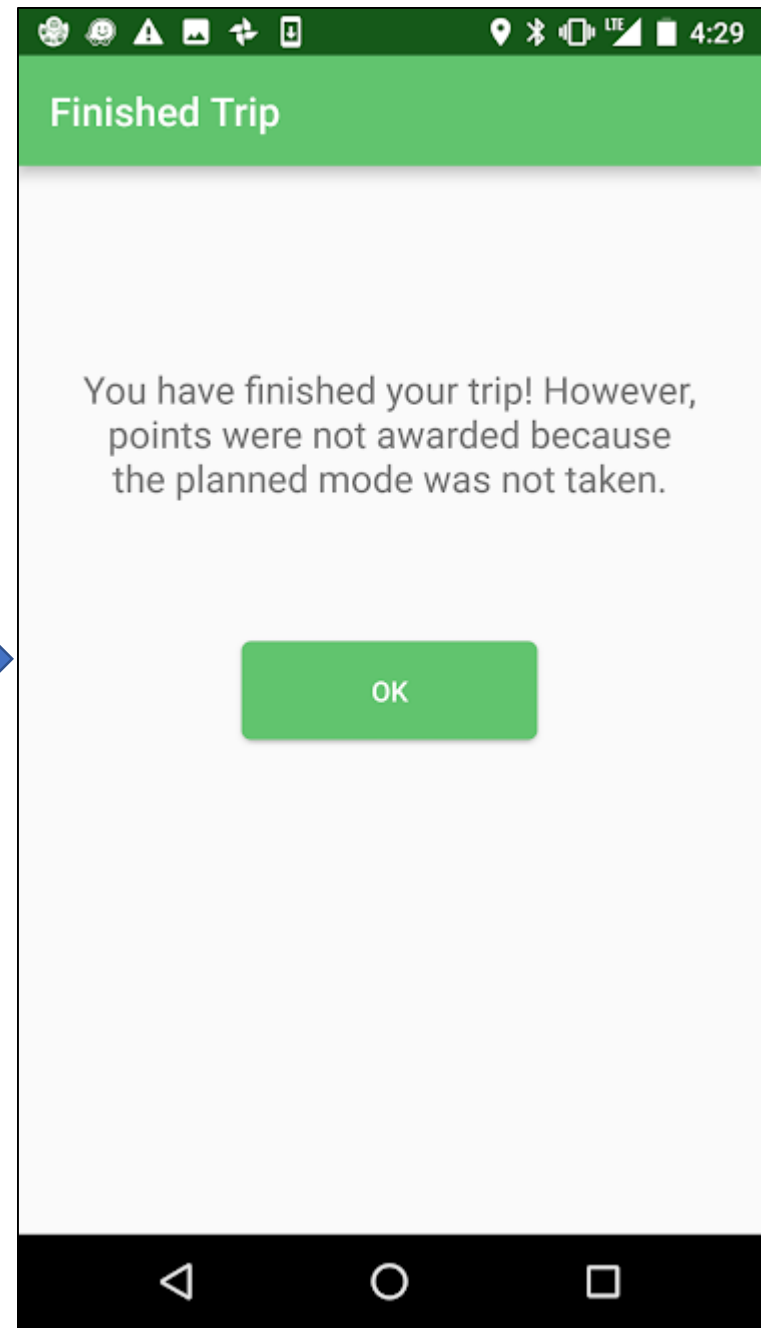 LTE 4:29
Finished Trip
You have finished your trip! However,
points were not awarded because
the planned mode was not taken.
OK